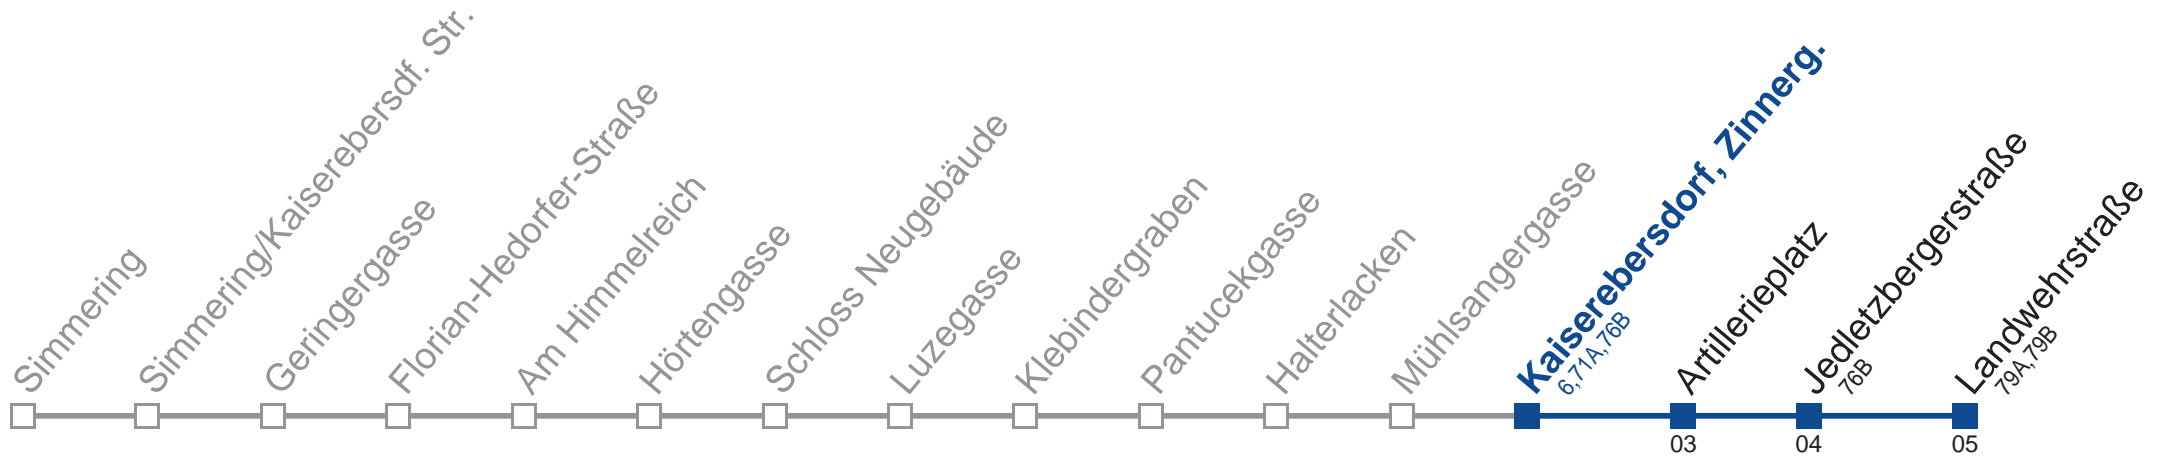 Simmering
Simmering/Kaiserebersdf. Str.
Geringergasse
Florian-Hedorfer-Straße
Am Himmelreich
Hörtengasse
Schloss Neugebäude
Luzegasse
Klebindergraben
Pantucekgasse
Halterlacken
Mühlsangergasse
Kaiserebersdorf, Zinnerg.
6,71A,76B
Artillerieplatz
03
Jedletzbergerstraße
76B
04
Landwehrstraße
79A,79B
05